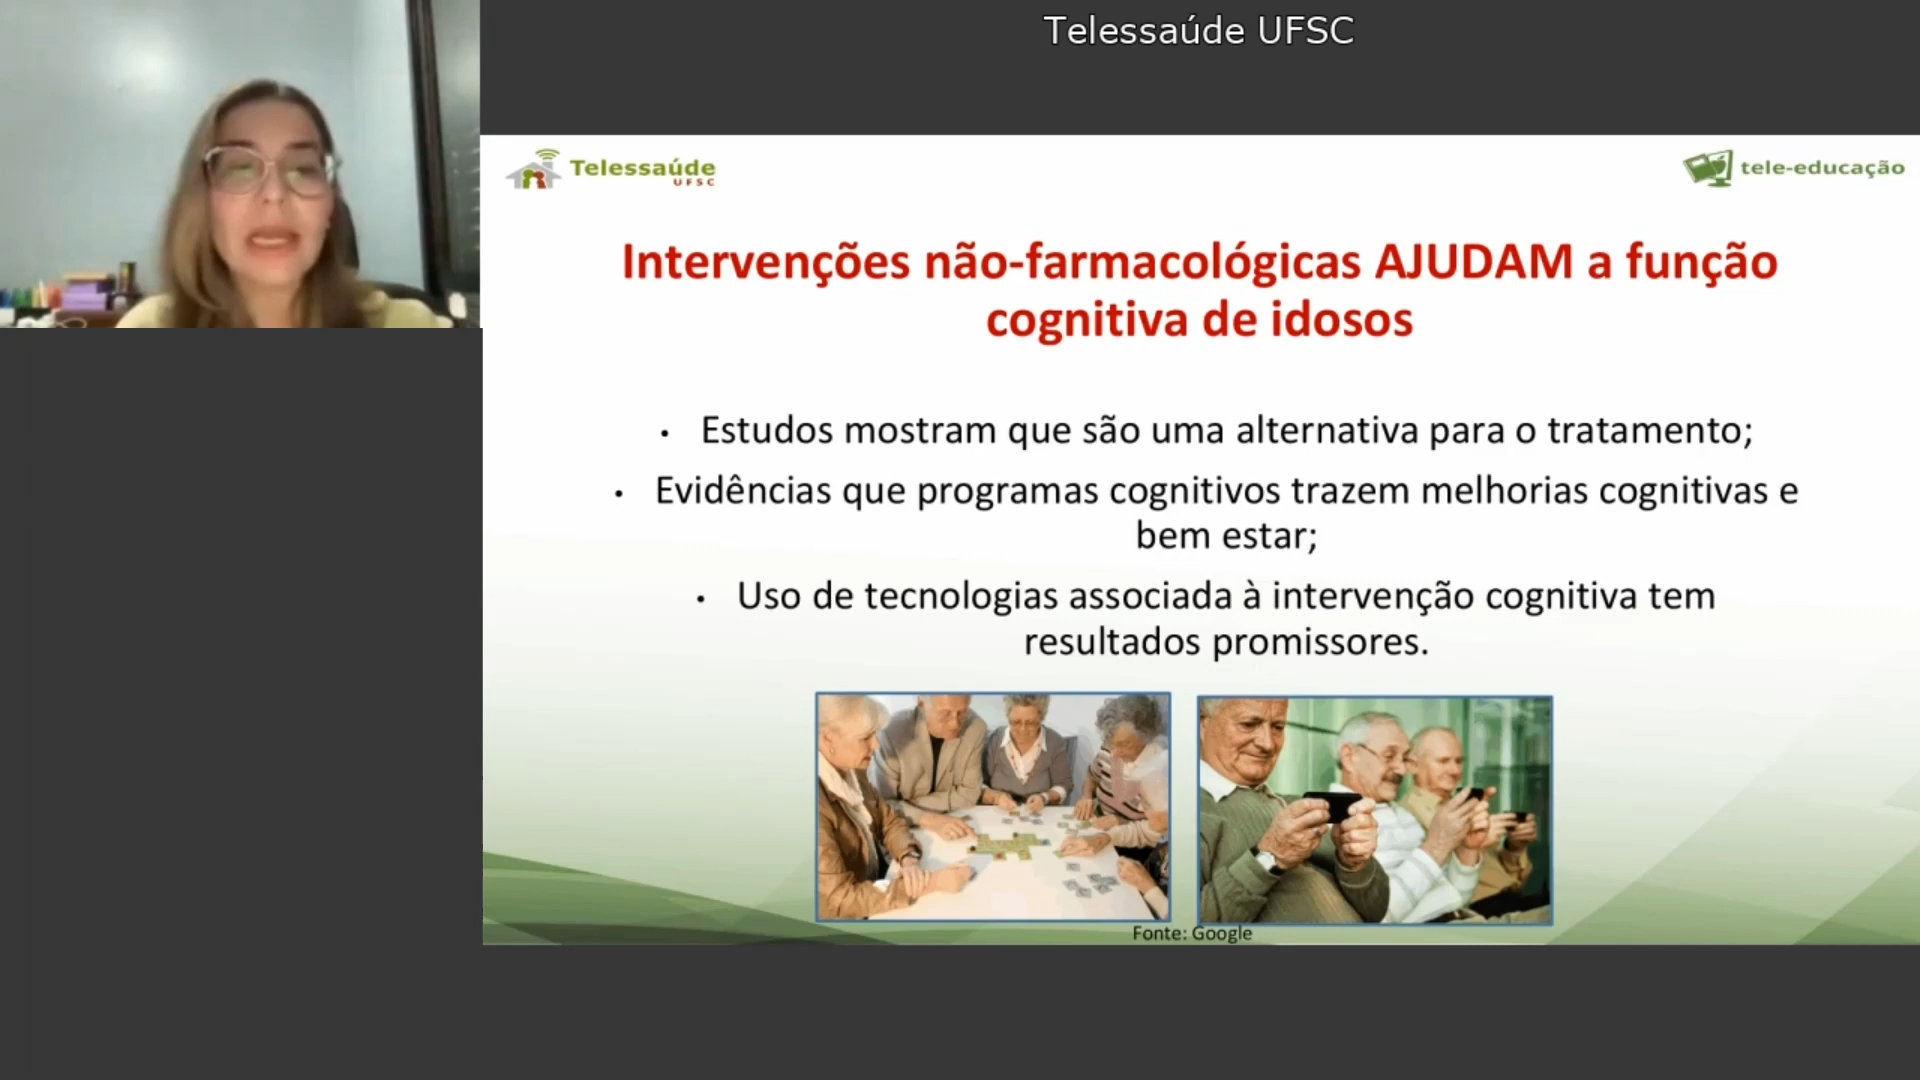 Telessaúde UFSC
Telessaúde
UFSC
tele-educação
Intervenções não-farmacológicas AJUDAM a função
cognitiva de idosos
• Estudos mostram que são uma alternativa para o tratamento;
• Evidências que programas cognitivos trazem melhorias cognitivas e
bem estar;
• Uso de tecnologias associada à intervenção cognitiva tem
resultados promissores.
Fonte: Google